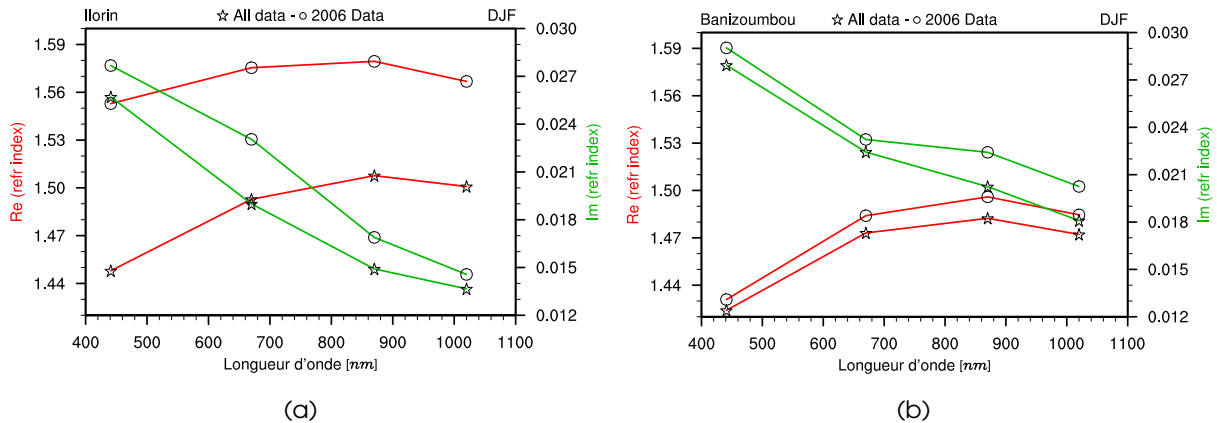 Ilorin ☆ All data - ○ 2006 Data DJF
1.59
1.56
1.53
1.50
1.47
1.44
Re (refr index)
0.030
0.027
0.024
0.021
0.018
0.015
0.012
Im (refr index)
400 500 600 700 800 900 1000 1100
Longueur d'onde [nm]
(a)
Banizoumbou ☆ All data - ○ 2006 Data DJF
1.59
1.56
1.53
1.50
1.47
1.44
Re (refr index)
0.030
0.027
0.024
0.021
0.018
0.015
0.012
Im (refr index)
400 500 600 700 800 900 1000 1100
Longueur d'onde [nm]
(b)